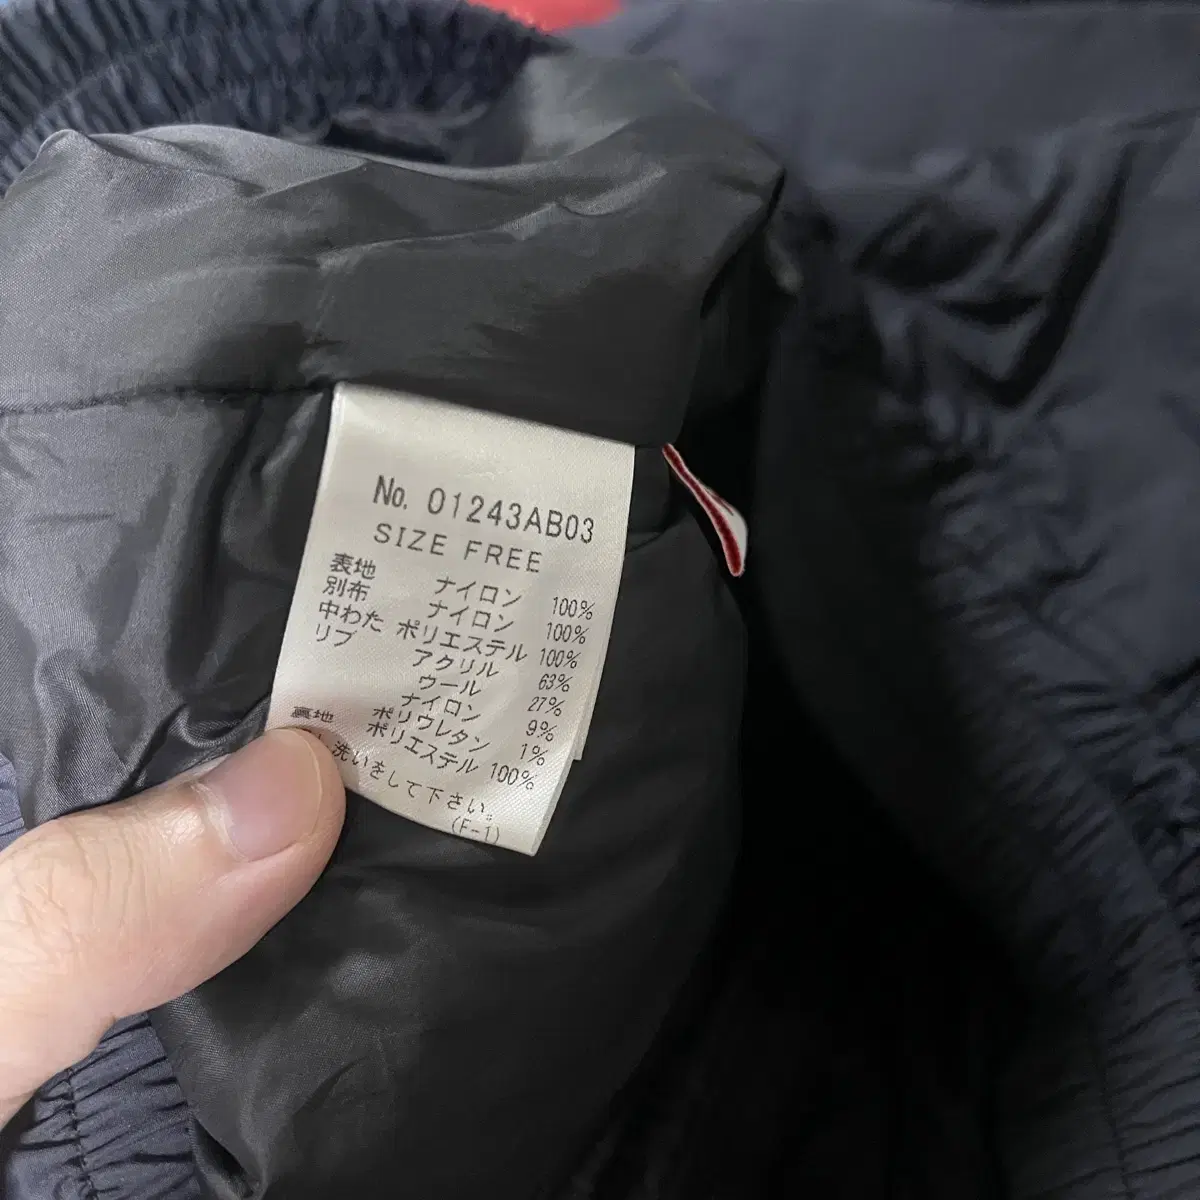 No. 01243AB03
SIZE FREE
表地 ナイロン 100%
別布 ナイロン 100%
中わた ポリエステル 100%
リブ アクリル 63%
ウール 27%
ナイロン 9%
ポリウレタン 1%
裏地 ポリエステル 100%
し洗いをして下さい。
(F-1)